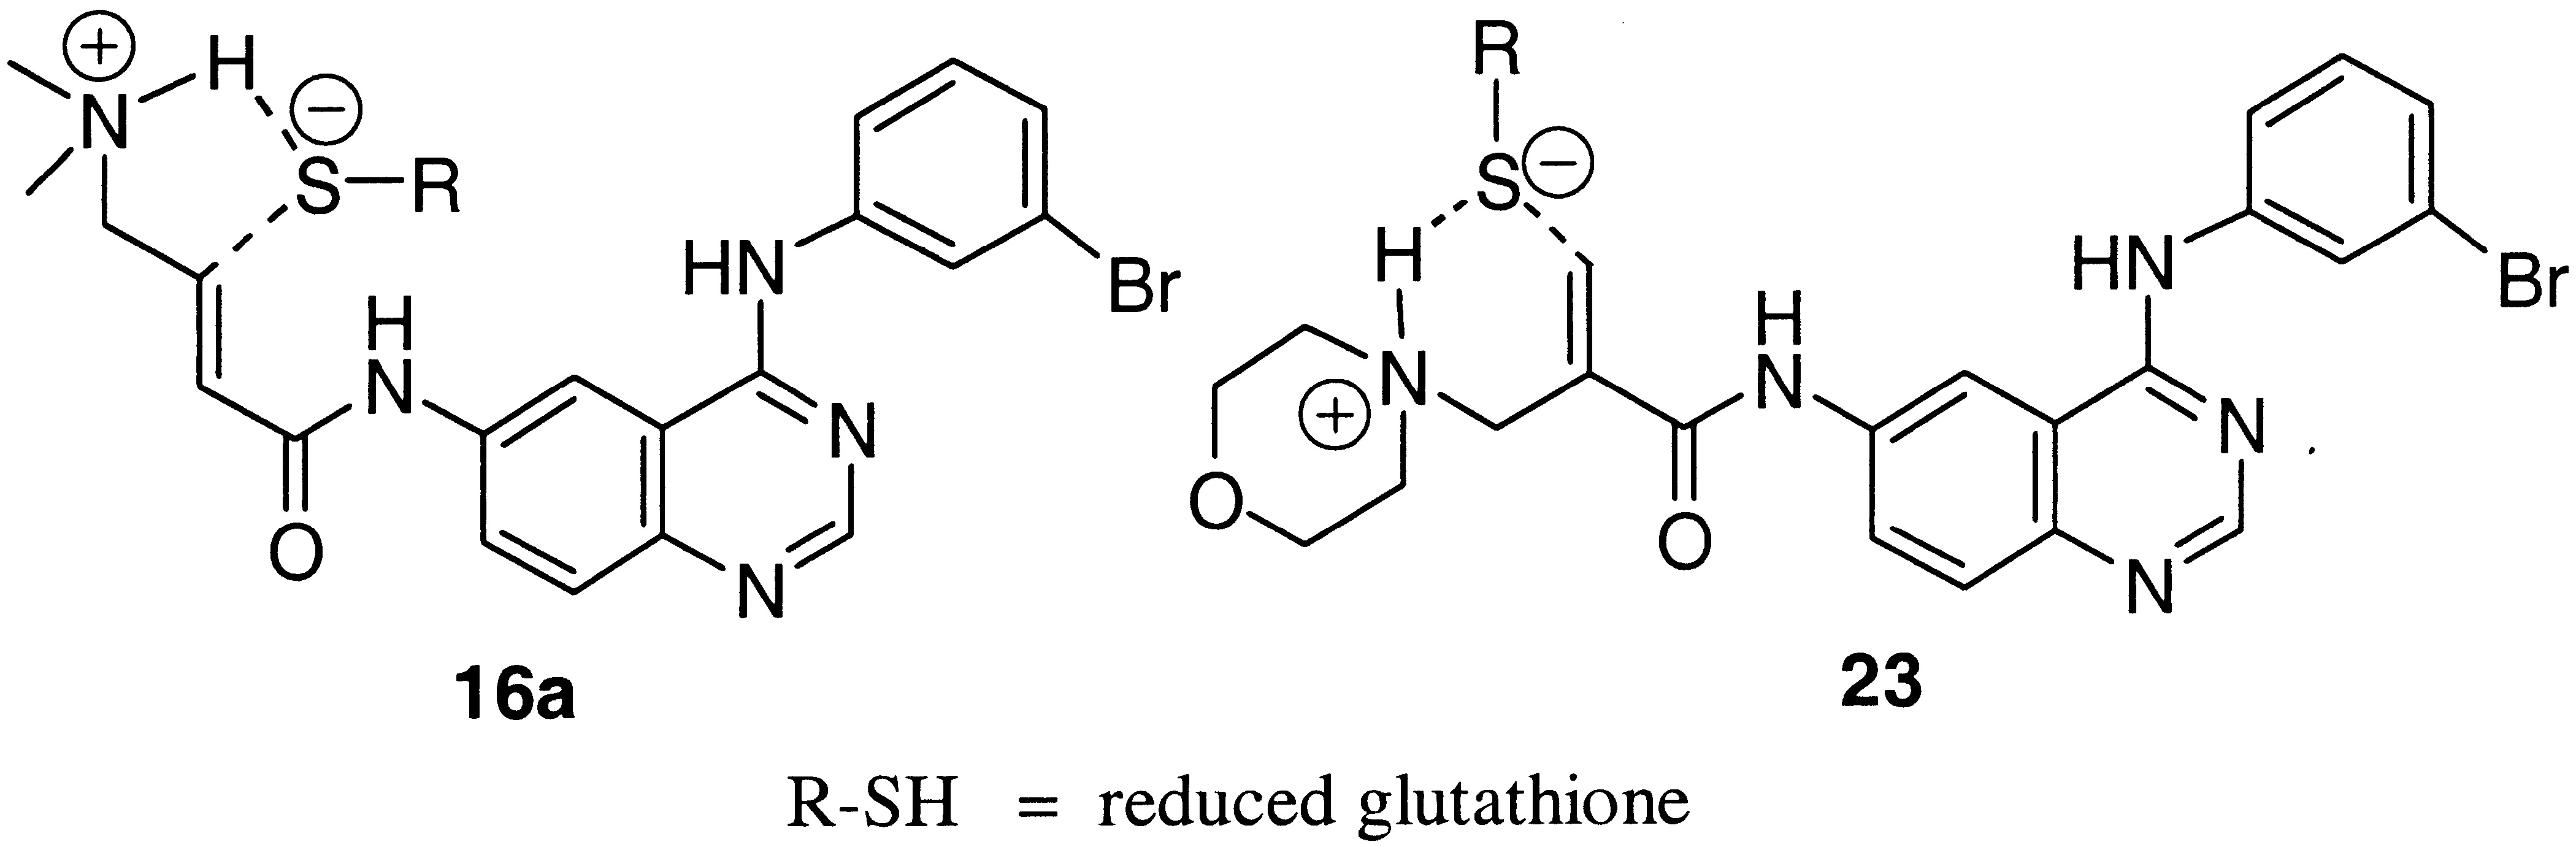 H
N
S—R
HN
Br
H
N
N
O
N
16a
R
S
H
N
O
H
N
O
HN
Br
N
N
23
R-SH = reduced glutathione